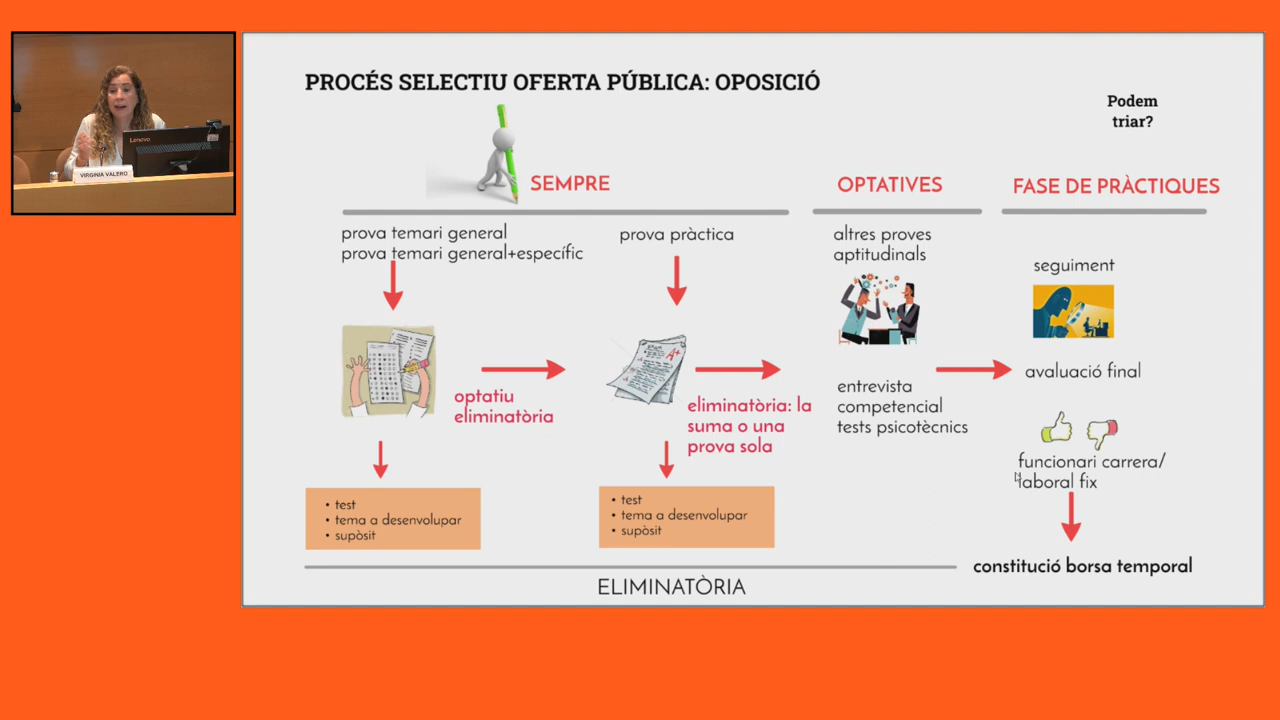 PROCÉS SELECTIU OFERTA PÚBLICA: OPOSICIÓ
Podem
triar?
Lenovo
VIRGINIA VALERO
SEMPRE
OPTATIVES
FASE DE PRÀCTIQUES
prova temari general
prova temari general+específic
prova pràctica
altres proves
aptitudinals
seguiment
A+
optatiu
eliminatòria
eliminatòria: la
suma o una
prova sola
entrevista
competencial
tests psicotècnics
avaluació final
funcionari carrera/
laboral fix
• test
• tema a desenvolupar
• supòsit
• test
• tema a desenvolupar
• supòsit
constitució borsa temporal
ELIMINATÒRIA